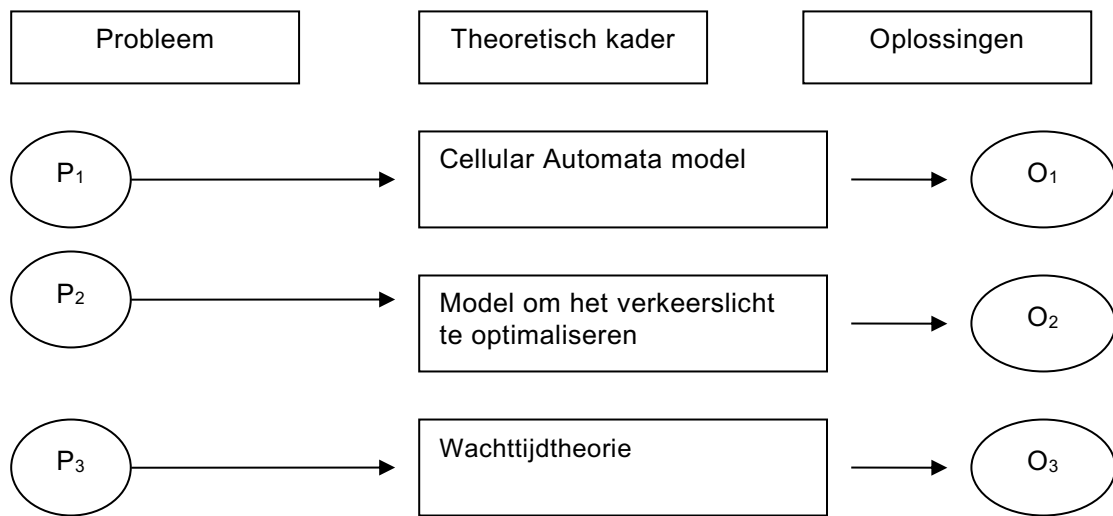 Probleem
Theoretisch kader
Oplossingen
P1
Cellular Automata model
O1
P2
Model om het verkeerslicht
te optimaliseren
O2
P3
Wachttijdtheorie
O3